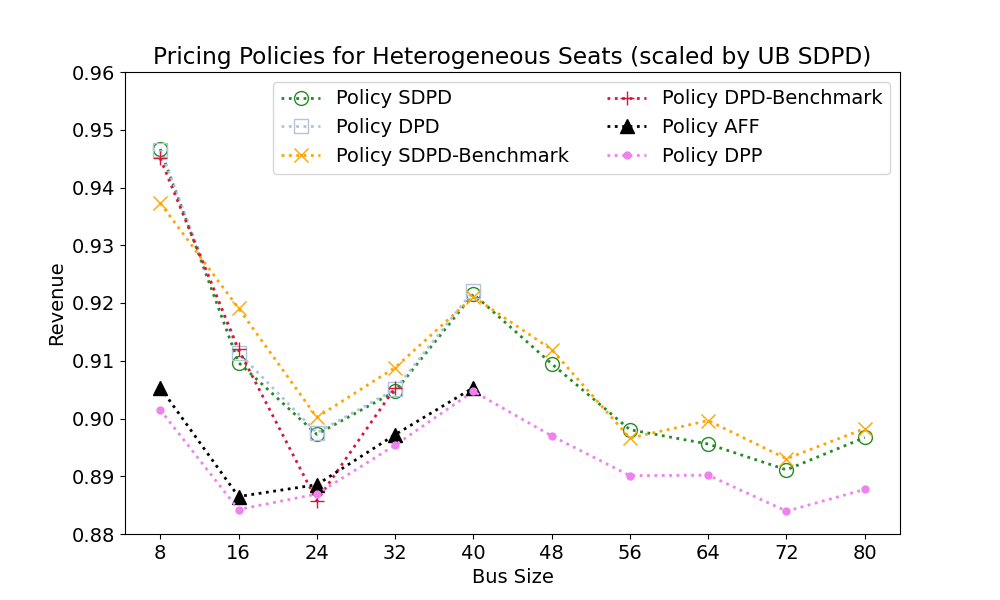 Pricing Policies for Heterogeneous Seats (scaled by UB SDPD)
0.96
0.95
0.94
0.93
0.92
0.91
0.90
0.89
0.88
Revenue
Policy SDPD
Policy DPD
Policy SDPD-Benchmark
Policy DPD-Benchmark
Policy AFF
Policy DPP
8 16 24 32 40 48 56 64 72 80
Bus Size